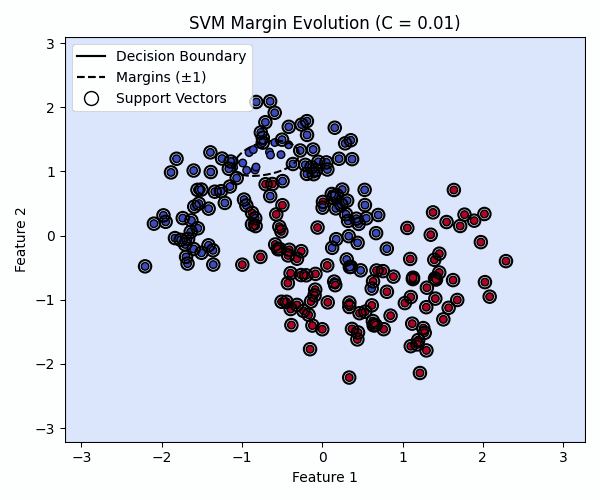 SVM Margin Evolution (C = 0.01)
Decision Boundary
Margins (±1)
Support Vectors
3
2
1
0
−1
−2
−3
Feature 2
−3 −2 −1 0 1 2 3
Feature 1